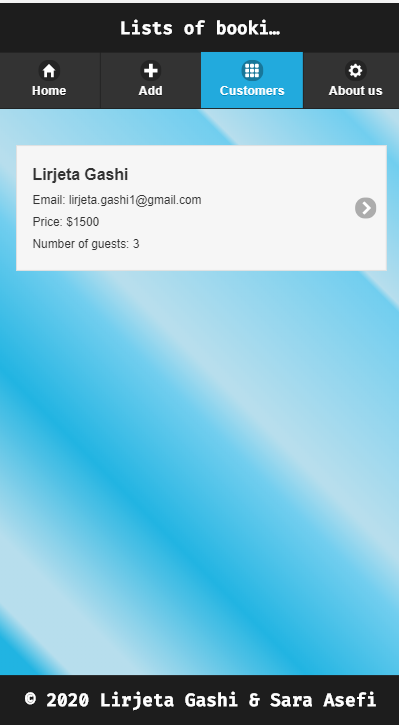 Lists of booki…
Home
Add
Customers
About us
Lirjeta Gashi
Email: lirjeta.gashi1@gmail.com
Price: $1500
Number of guests: 3
© 2020 Lirjeta Gashi & Sara Asefi